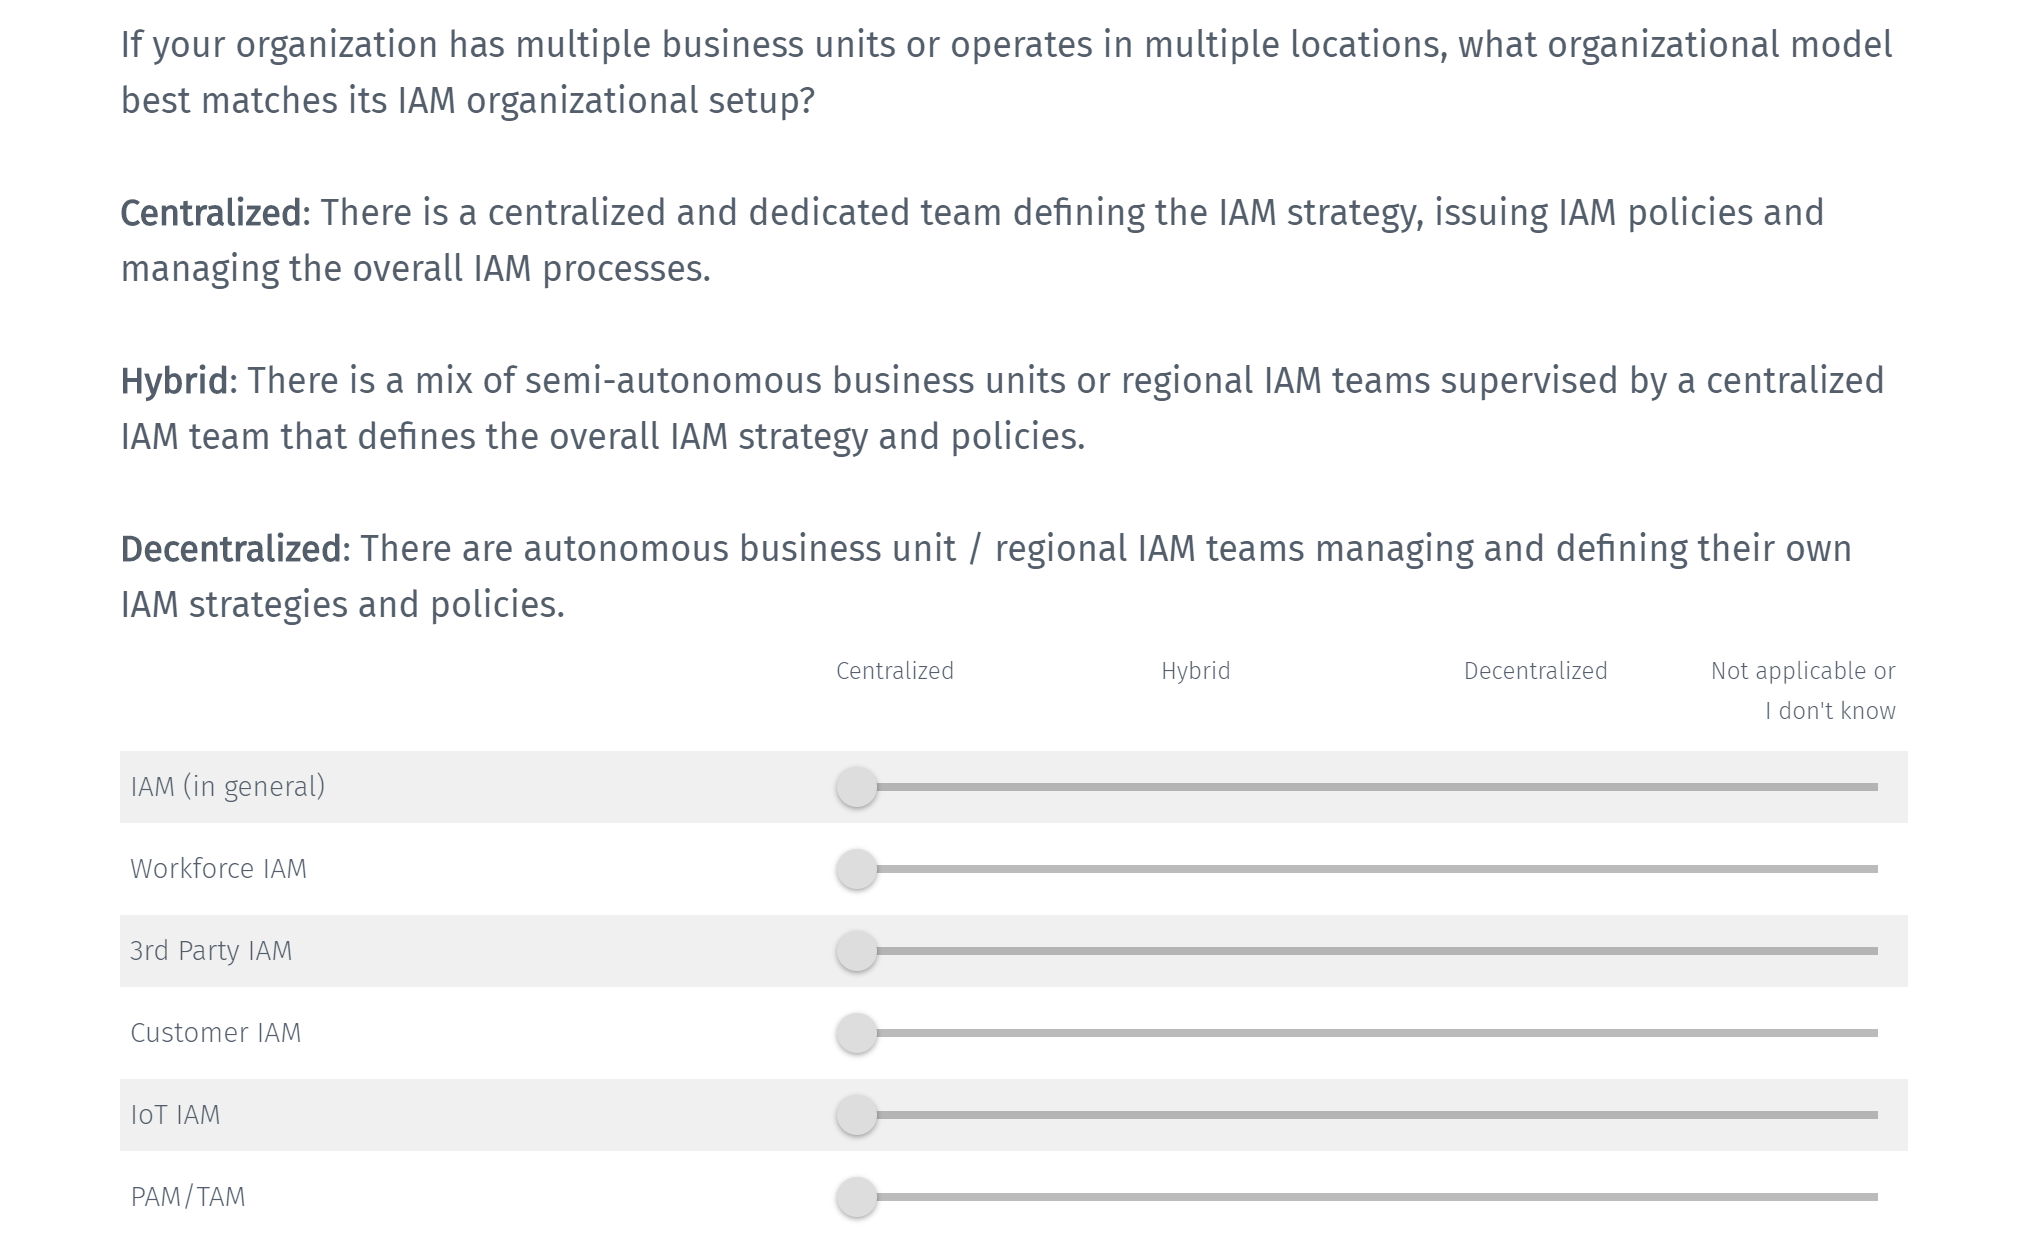 If your organization has multiple business units or operates in multiple locations, what organizational model
best matches its IAM organizational setup?
Centralized: There is a centralized and dedicated team defining the IAM strategy, issuing IAM policies and
managing the overall IAM processes.
Hybrid: There is a mix of semi-autonomous business units or regional IAM teams supervised by a centralized
IAM team that defines the overall IAM strategy and policies.
Decentralized: There are autonomous business unit / regional IAM teams managing and defining their own
IAM strategies and policies.
Centralized Hybrid Decentralized Not applicable or
I don't know
IAM (in general)
Workforce IAM
3rd Party IAM
Customer IAM
IoT IAM
PAM/TAM